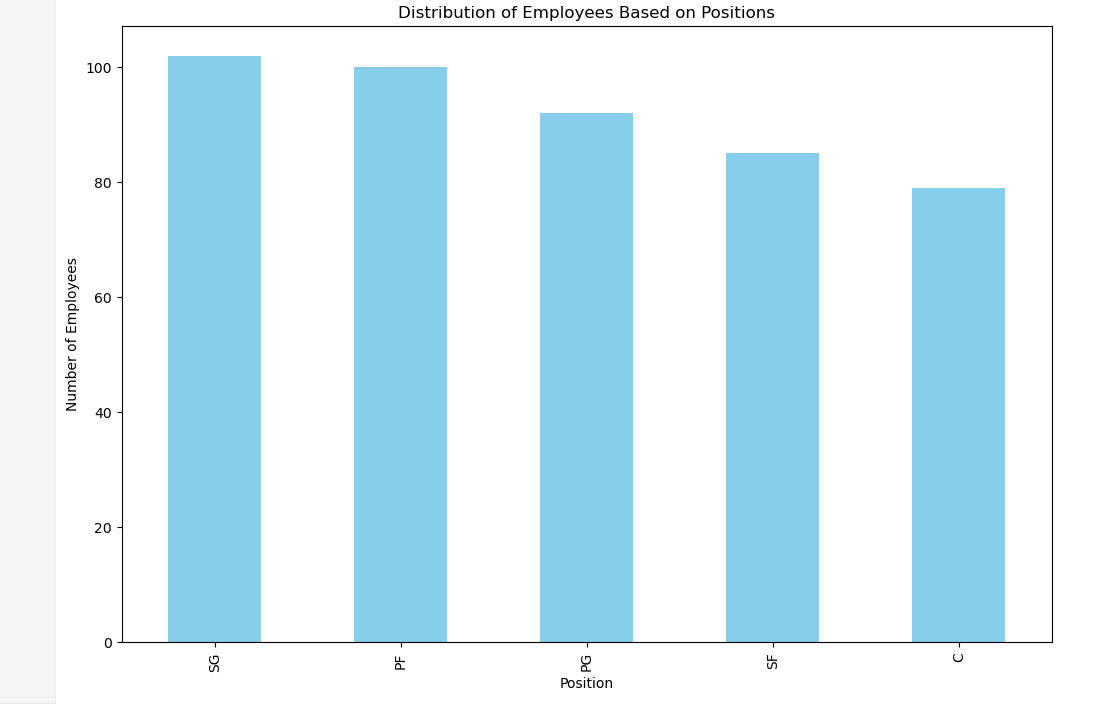 Distribution of Employees Based on Positions
100
80
60
40
20
0
Number of Employees
SG
PF
PG
SF
C
Position